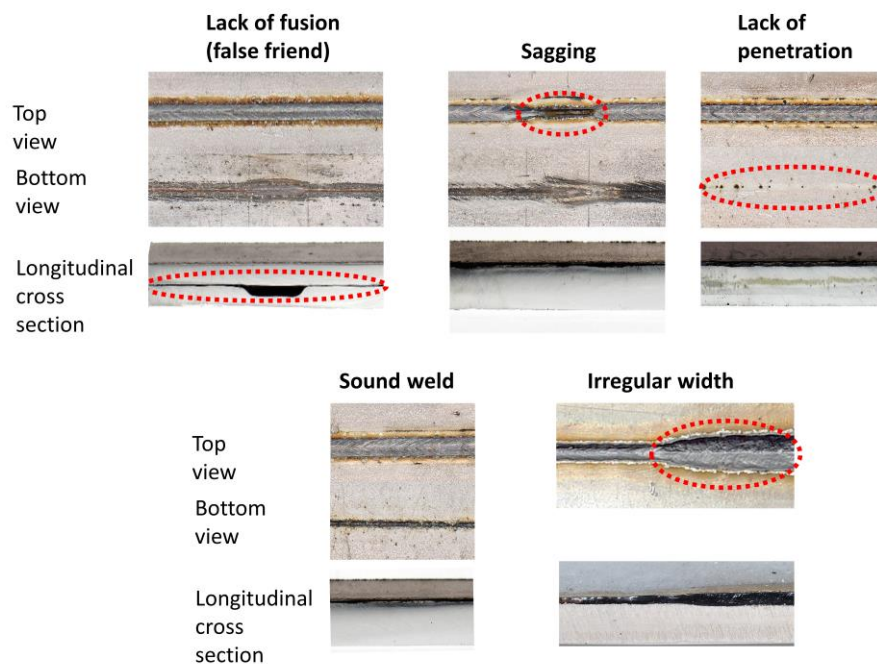 Lack of fusion
(false friend)
Sagging
Lack of
penetration
Top
view
Bottom
view
Longitudinal
cross
section
Sound weld
Irregular width
Top
view
Bottom
view
Longitudinal
cross
section